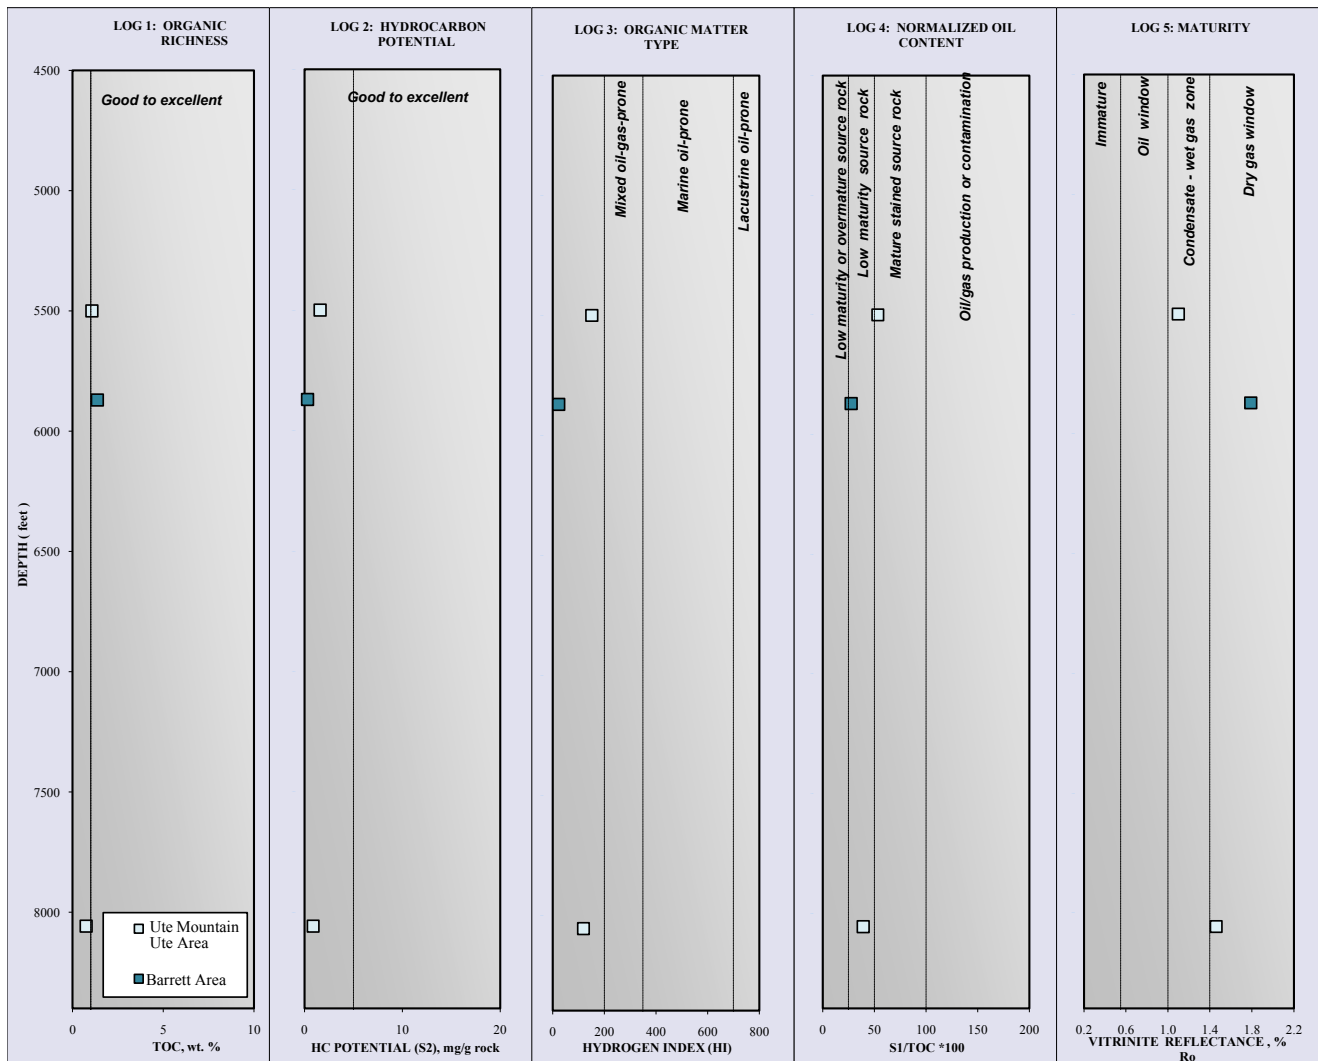 LOG 1: ORGANIC
RICHNESS
LOG 2: HYDROCARBON
POTENTIAL
LOG 3: ORGANIC MATTER
TYPE
LOG 4: NORMALIZED OIL
CONTENT
LOG 5: MATURITY
DEPTH ( feet )
4500
5000
5500
6000
6500
7000
7500
8000
Good to excellent
Ute Mountain
Ute Area
Barrett Area
0 10
TOC, wt. %
Good to excellent
0 10 20
HC POTENTIAL (S2), mg/g rock
Mixed oil-gas-prone
Marine oil-prone
Lacustrine oil-prone
0 200 400 600 800
HYDROGEN INDEX (HI)
Low maturity or overmature source rock
Low maturity source rock
Mature stained source rock
Oil/gas production or contamination
0 50 100 150 200
S1/TOC *100
Immature
Oil window
Condensate - wet gas zone
Dry gas window
0.2 0.6 1.0 1.4 1.8 2.2
VITRINITE REFLECTANCE , %
Ro